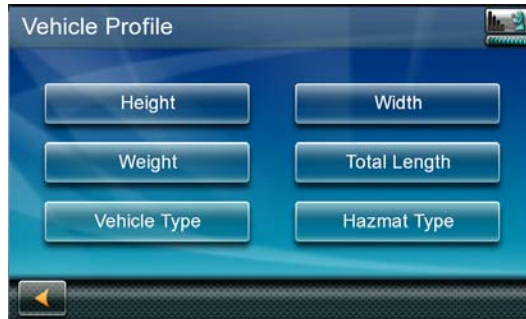 Vehicle Profile
Height
Width
Weight
Total Length
Vehicle Type
Hazmat Type